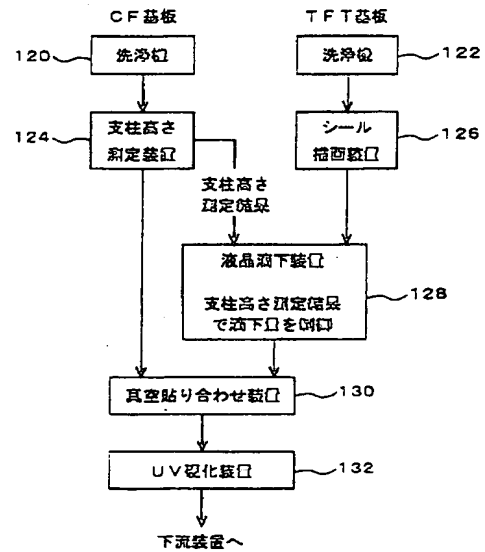 CF基板
TFT基板
120
洗浄機
洗浄機
122
124
支柱高さ
測定装置
シール
描画装置
126
支柱高さ
測定結果
液晶滴下装置
支柱高さ測定結果
で滴下量を制御
128
真空貼り合わせ装置
130
UV硬化装置
132
下流装置へ